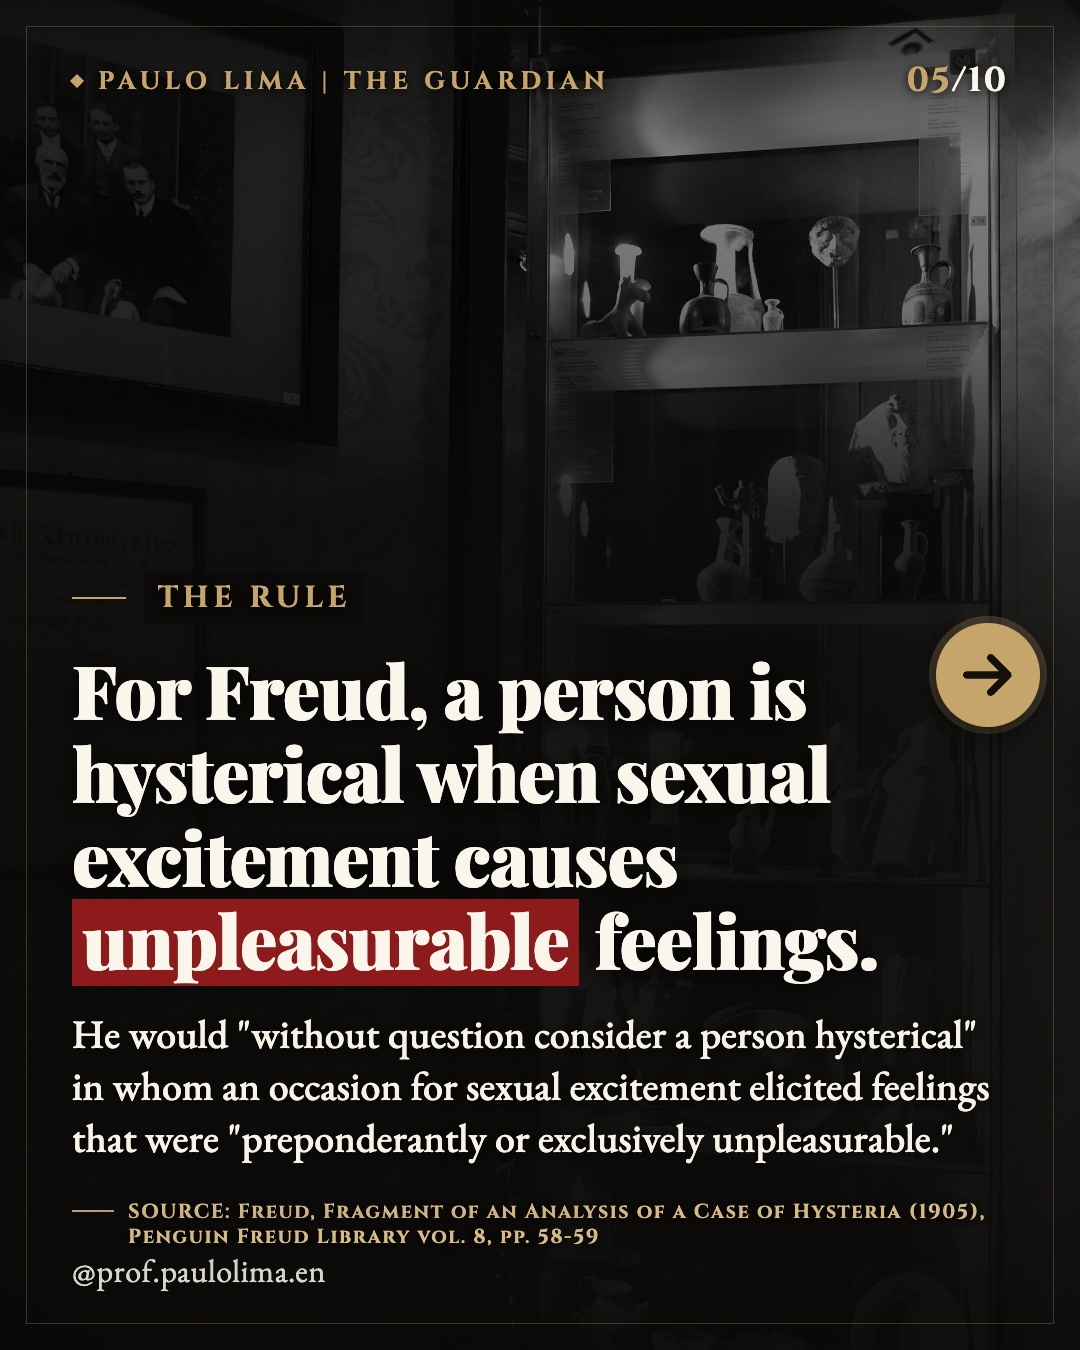 ◆ PAULO LIMA | THE GUARDIAN
05/10
rk University
THE RULE
For Freud, a person is
hysterical when sexual
excitement causes
unpleasurable feelings.
He would "without question consider a person hysterical"
in whom an occasion for sexual excitement elicited feelings
that were "preponderantly or exclusively unpleasurable."
SOURCE: Freud, Fragment of an Analysis of a Case of Hysteria (1905),
Penguin Freud Library vol. 8, pp. 58-59
@prof.paulolima.en